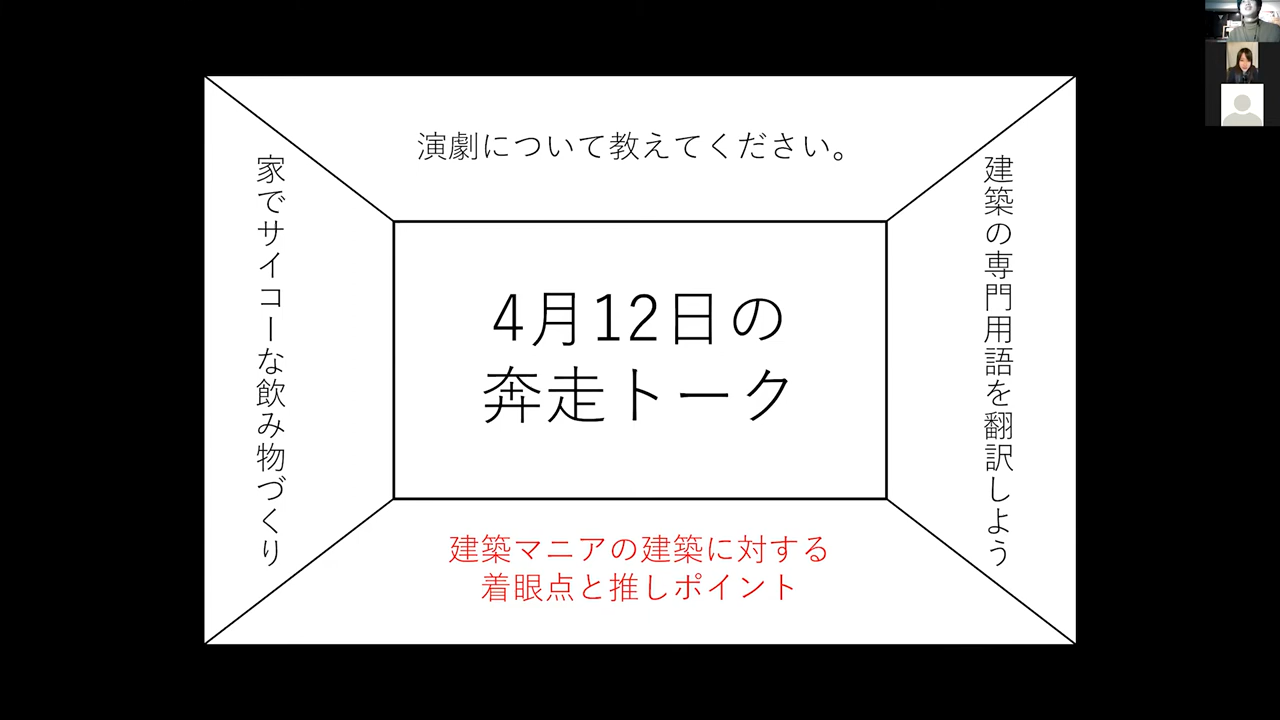 演劇について教えてください。
家でサイコーな飲み物づくり
4月12日の
奔走トーク
建築の専門用語を翻訳しよう
建築マニアの建築に対する
着眼点と推しポイント